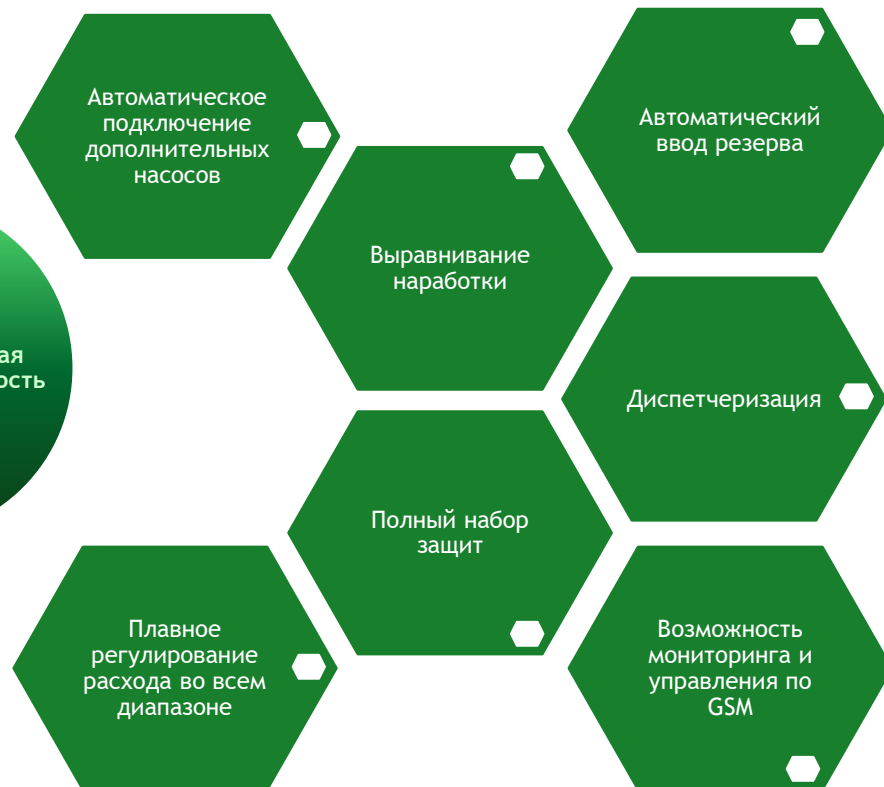 Автоматическое
подключение
дополнительных
насосов
Автоматический
ввод резерва
Выравнивание
наработки
Диспетчеризация
Полный набор
защит
Плавное
регулирование
расхода во всем
диапазоне
Возможность
мониторинга и
управления по
GSM